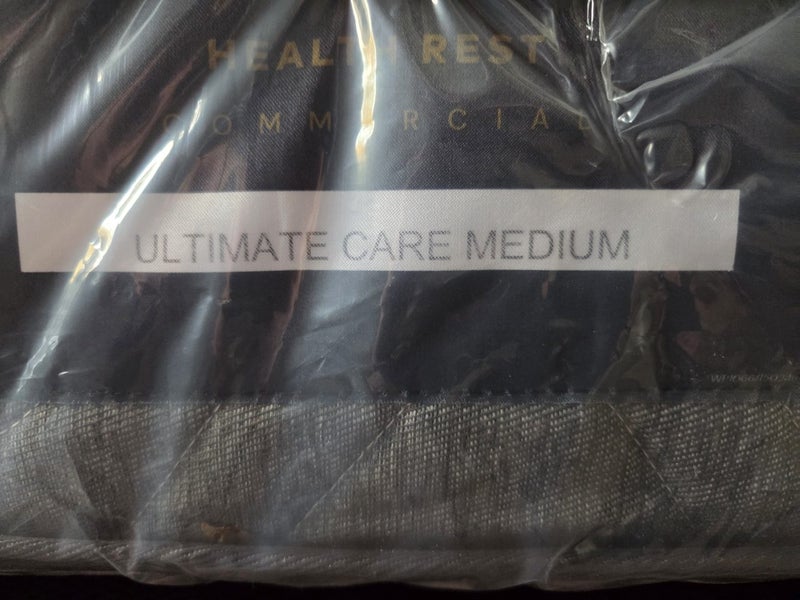 HEALTH REST
COMMERCIAL
ULTIMATE CARE MEDIUM